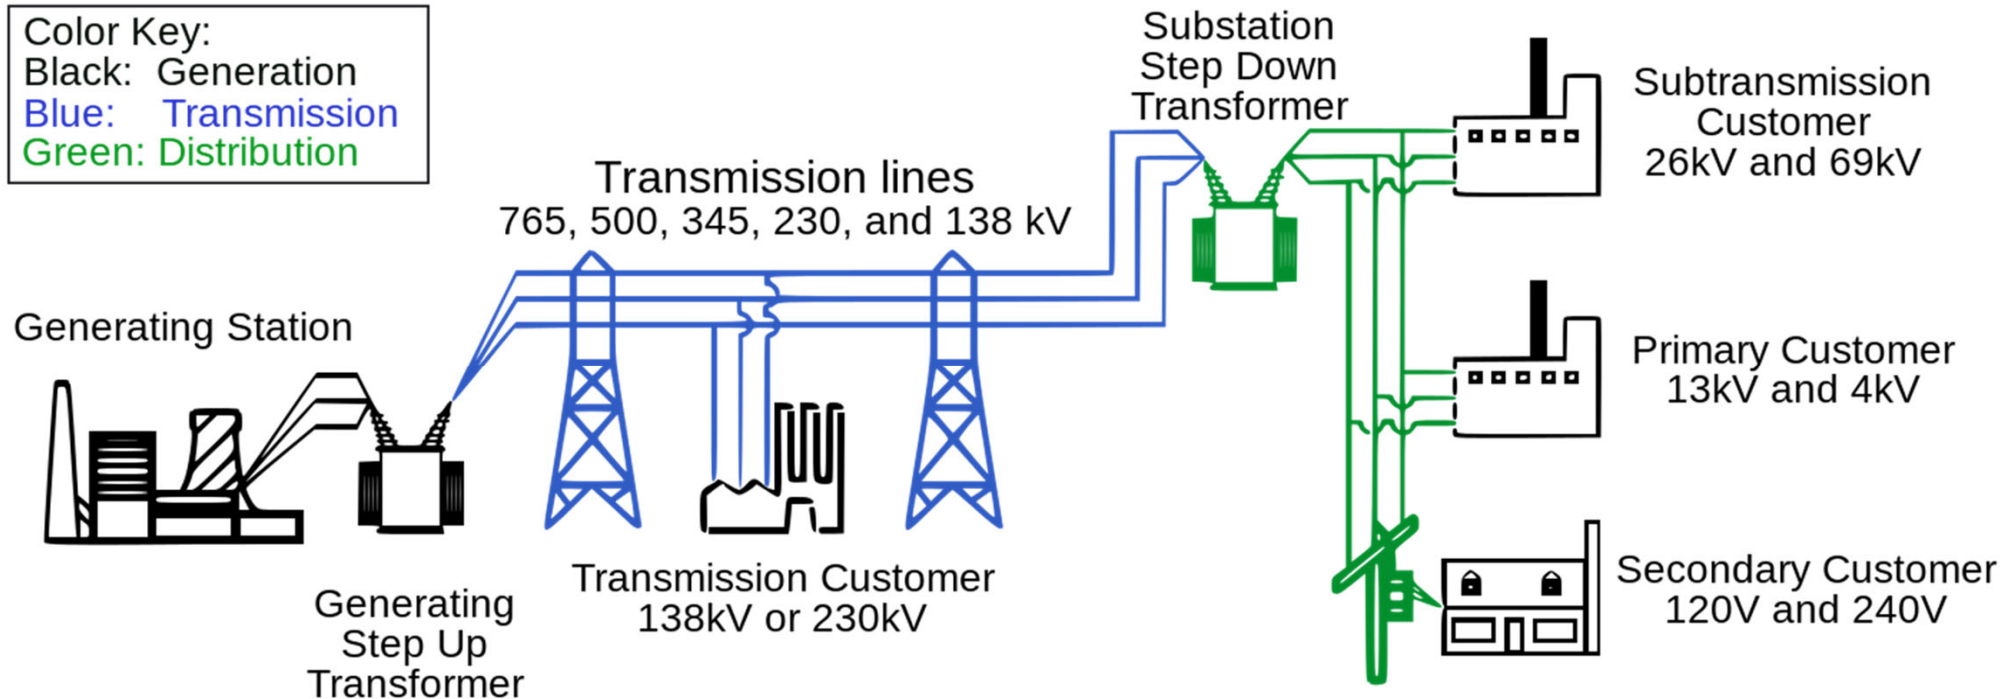 Color Key:
Black: Generation
Blue: Transmission
Green: Distribution
Generating Station
Generating
Step Up
Transformer
Transmission lines
765, 500, 345, 230, and 138 kV
Transmission Customer
138kV or 230kV
Substation
Step Down
Transformer
Subtransmission
Customer
26kV and 69kV
Primary Customer
13kV and 4kV
Secondary Customer
120V and 240V